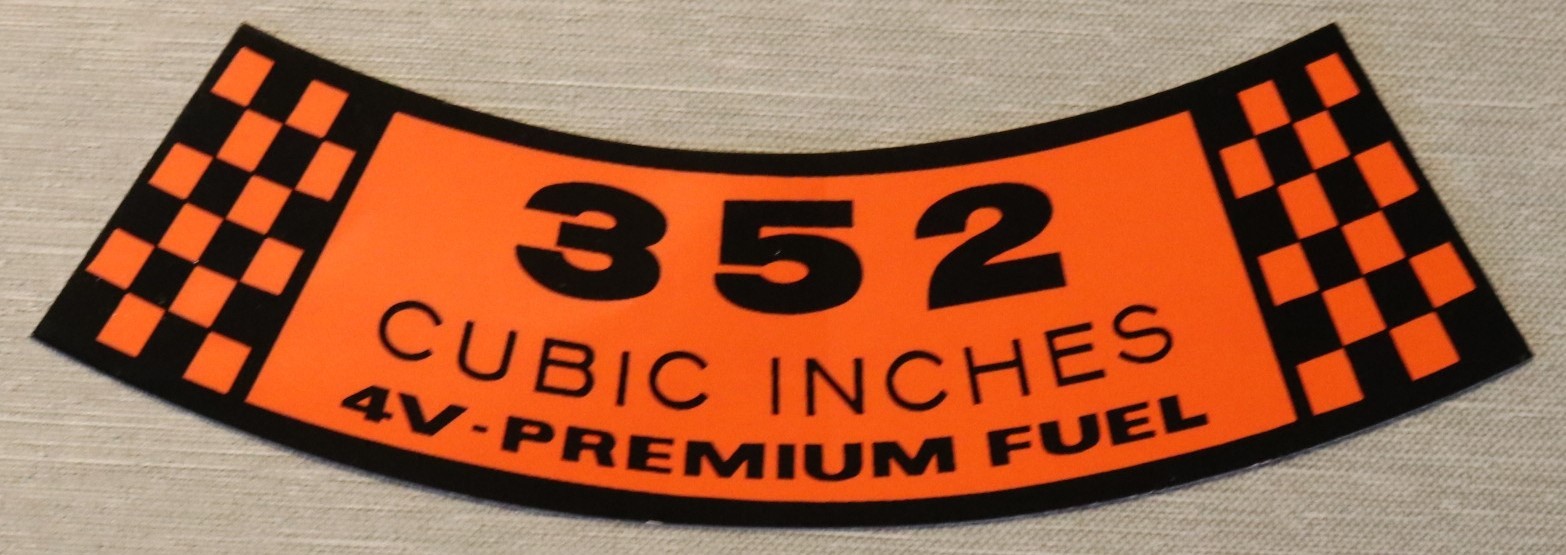 352
CUBIC INCHES
4V-PREMIUM FUEL